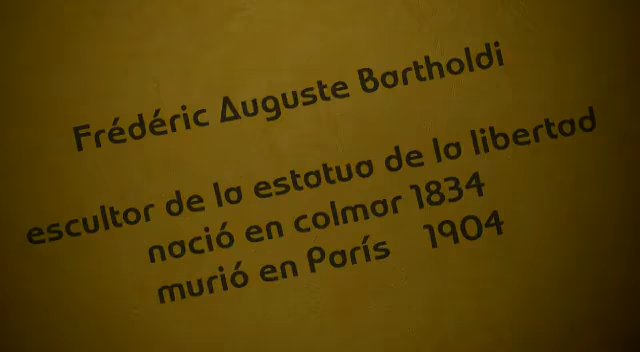 Frédéric Auguste Bartholdi
escultor de la estatua de la libertad
nació en colmar 1834
murió en París 1904